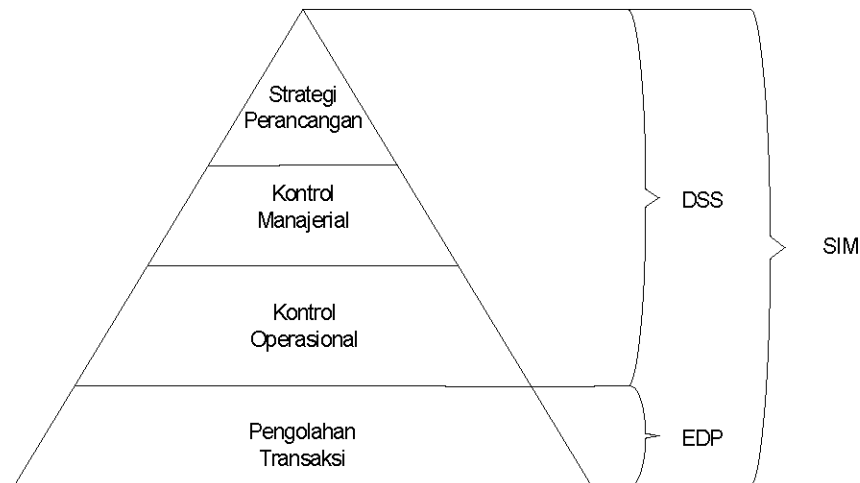 Strategi
Perancangan
Kontrol
Manajerial
DSS
SIM
Kontrol
Operasional
Pengolahan
Transaksi
EDP